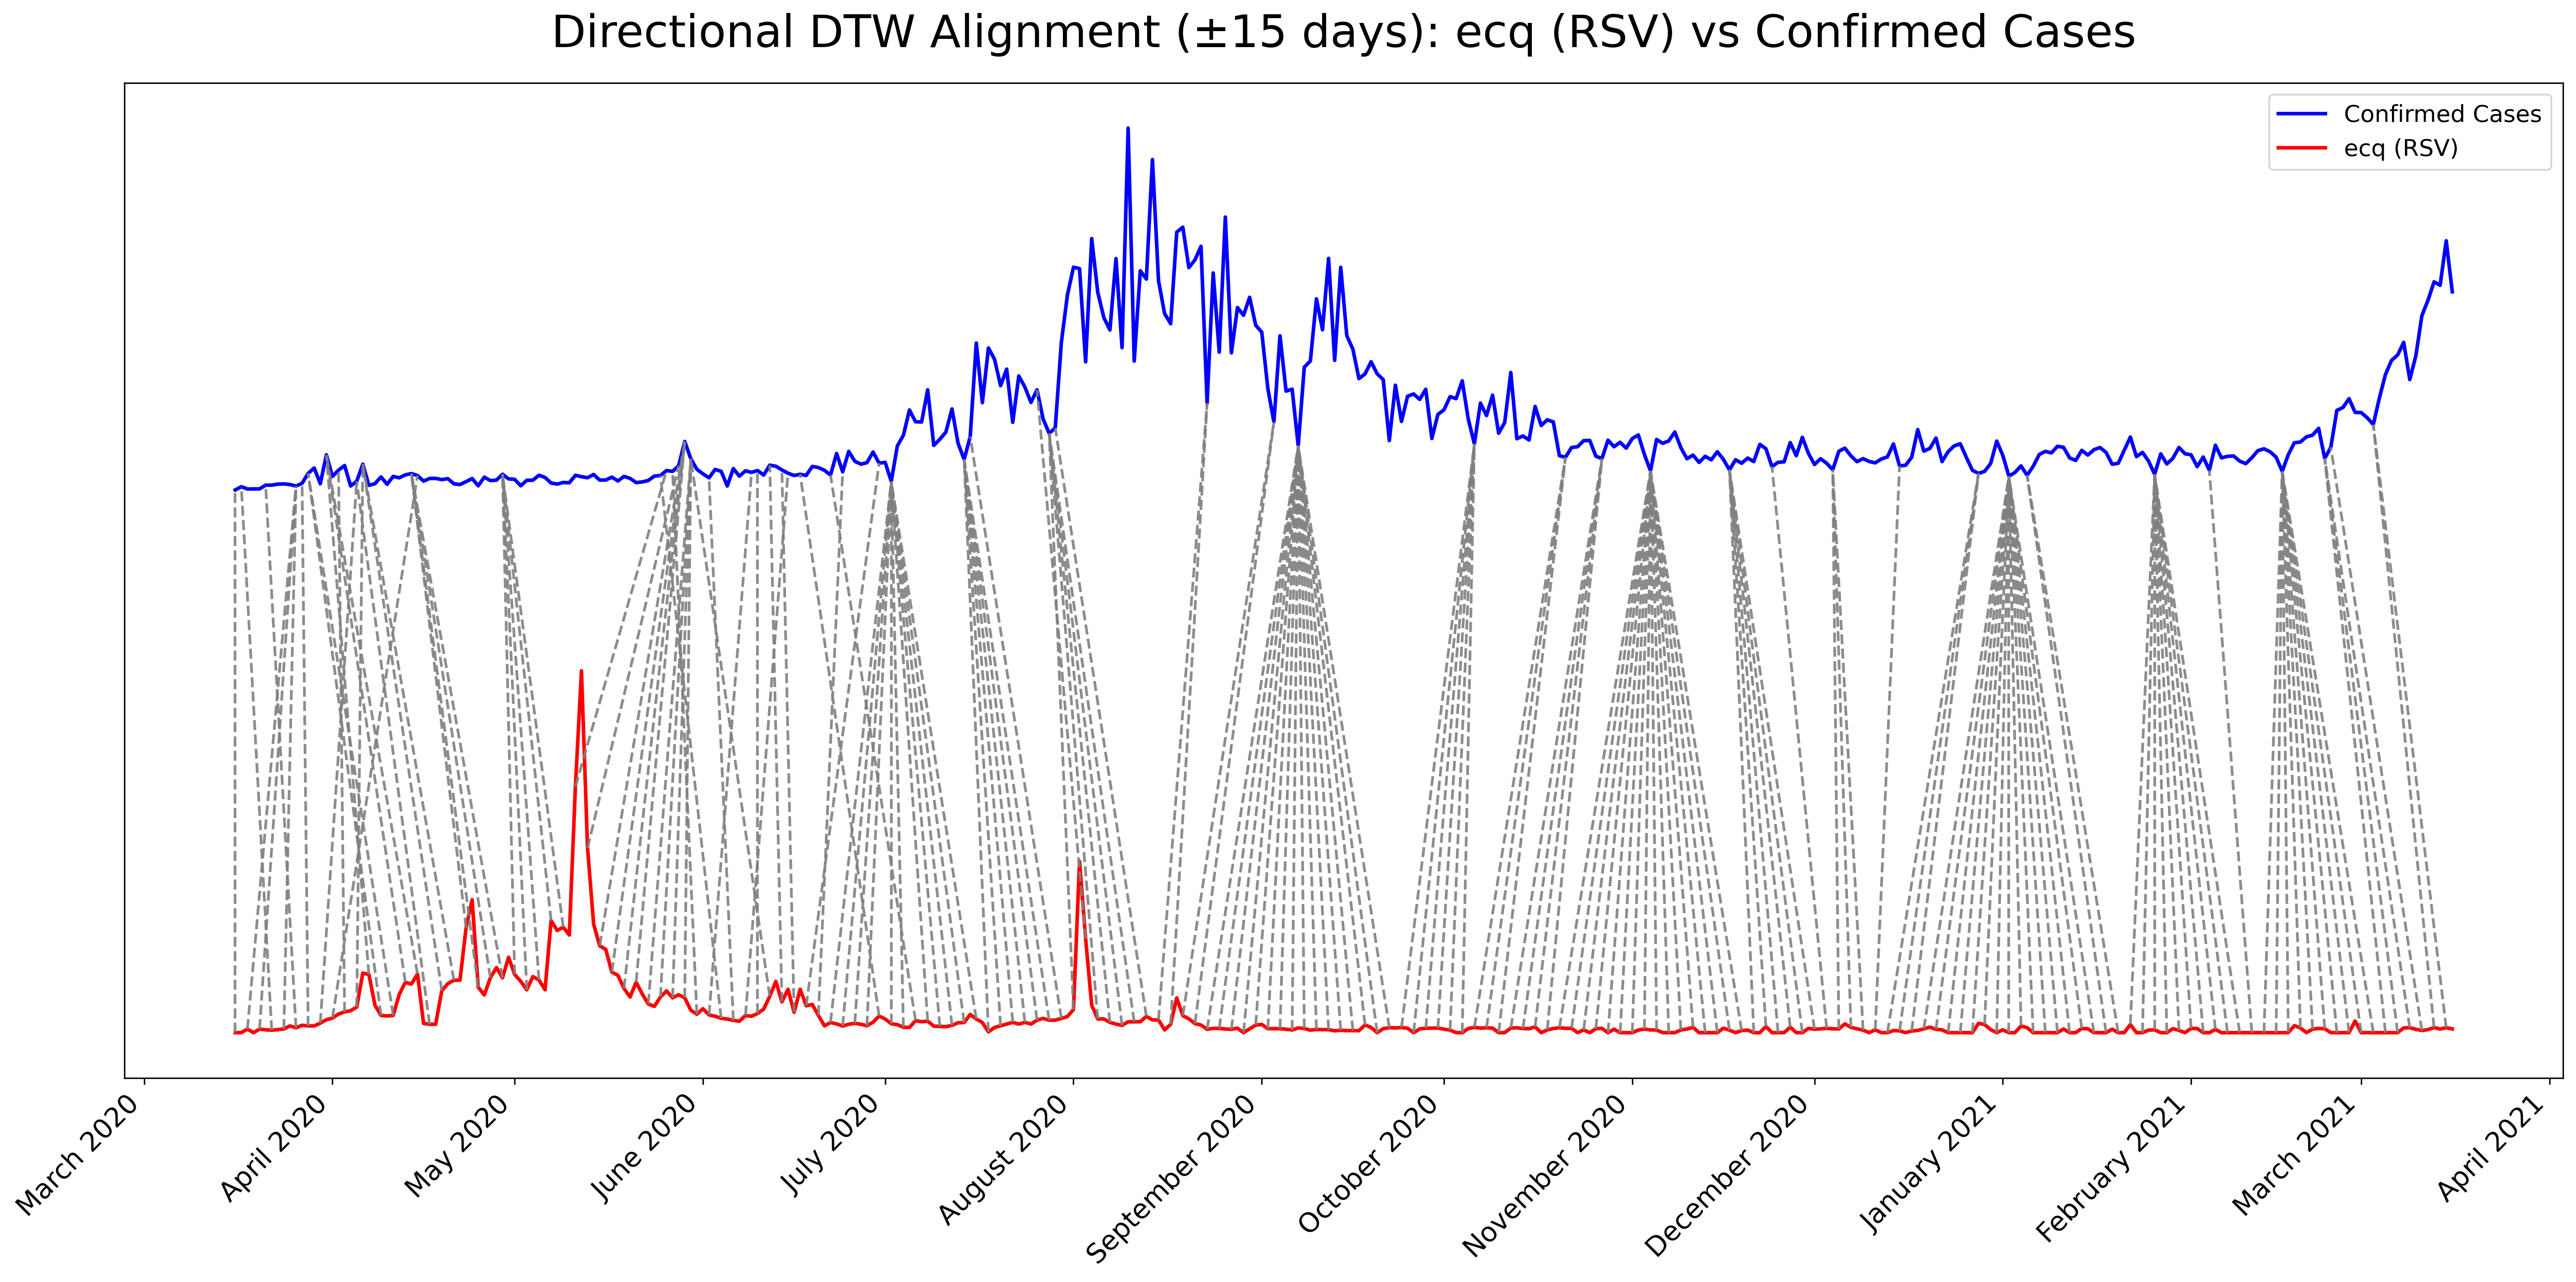 Directional DTW Alignment (±15 days): ecq (RSV) vs Confirmed Cases
Confirmed Cases
ecq (RSV)
March 2020
April 2020
May 2020
June 2020
July 2020
August 2020
September 2020
October 2020
November 2020
December 2020
January 2021
February 2021
March 2021
April 2021